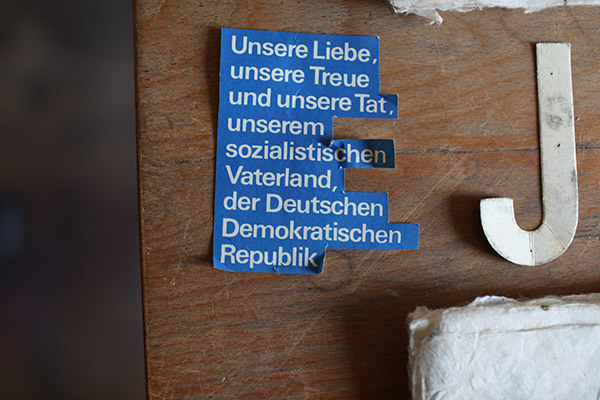 Unsere Liebe,
unsere Treue
und unsere Tat,
unserem
sozialistischen
Vaterland,
der Deutschen
Demokratischen
Republik
J